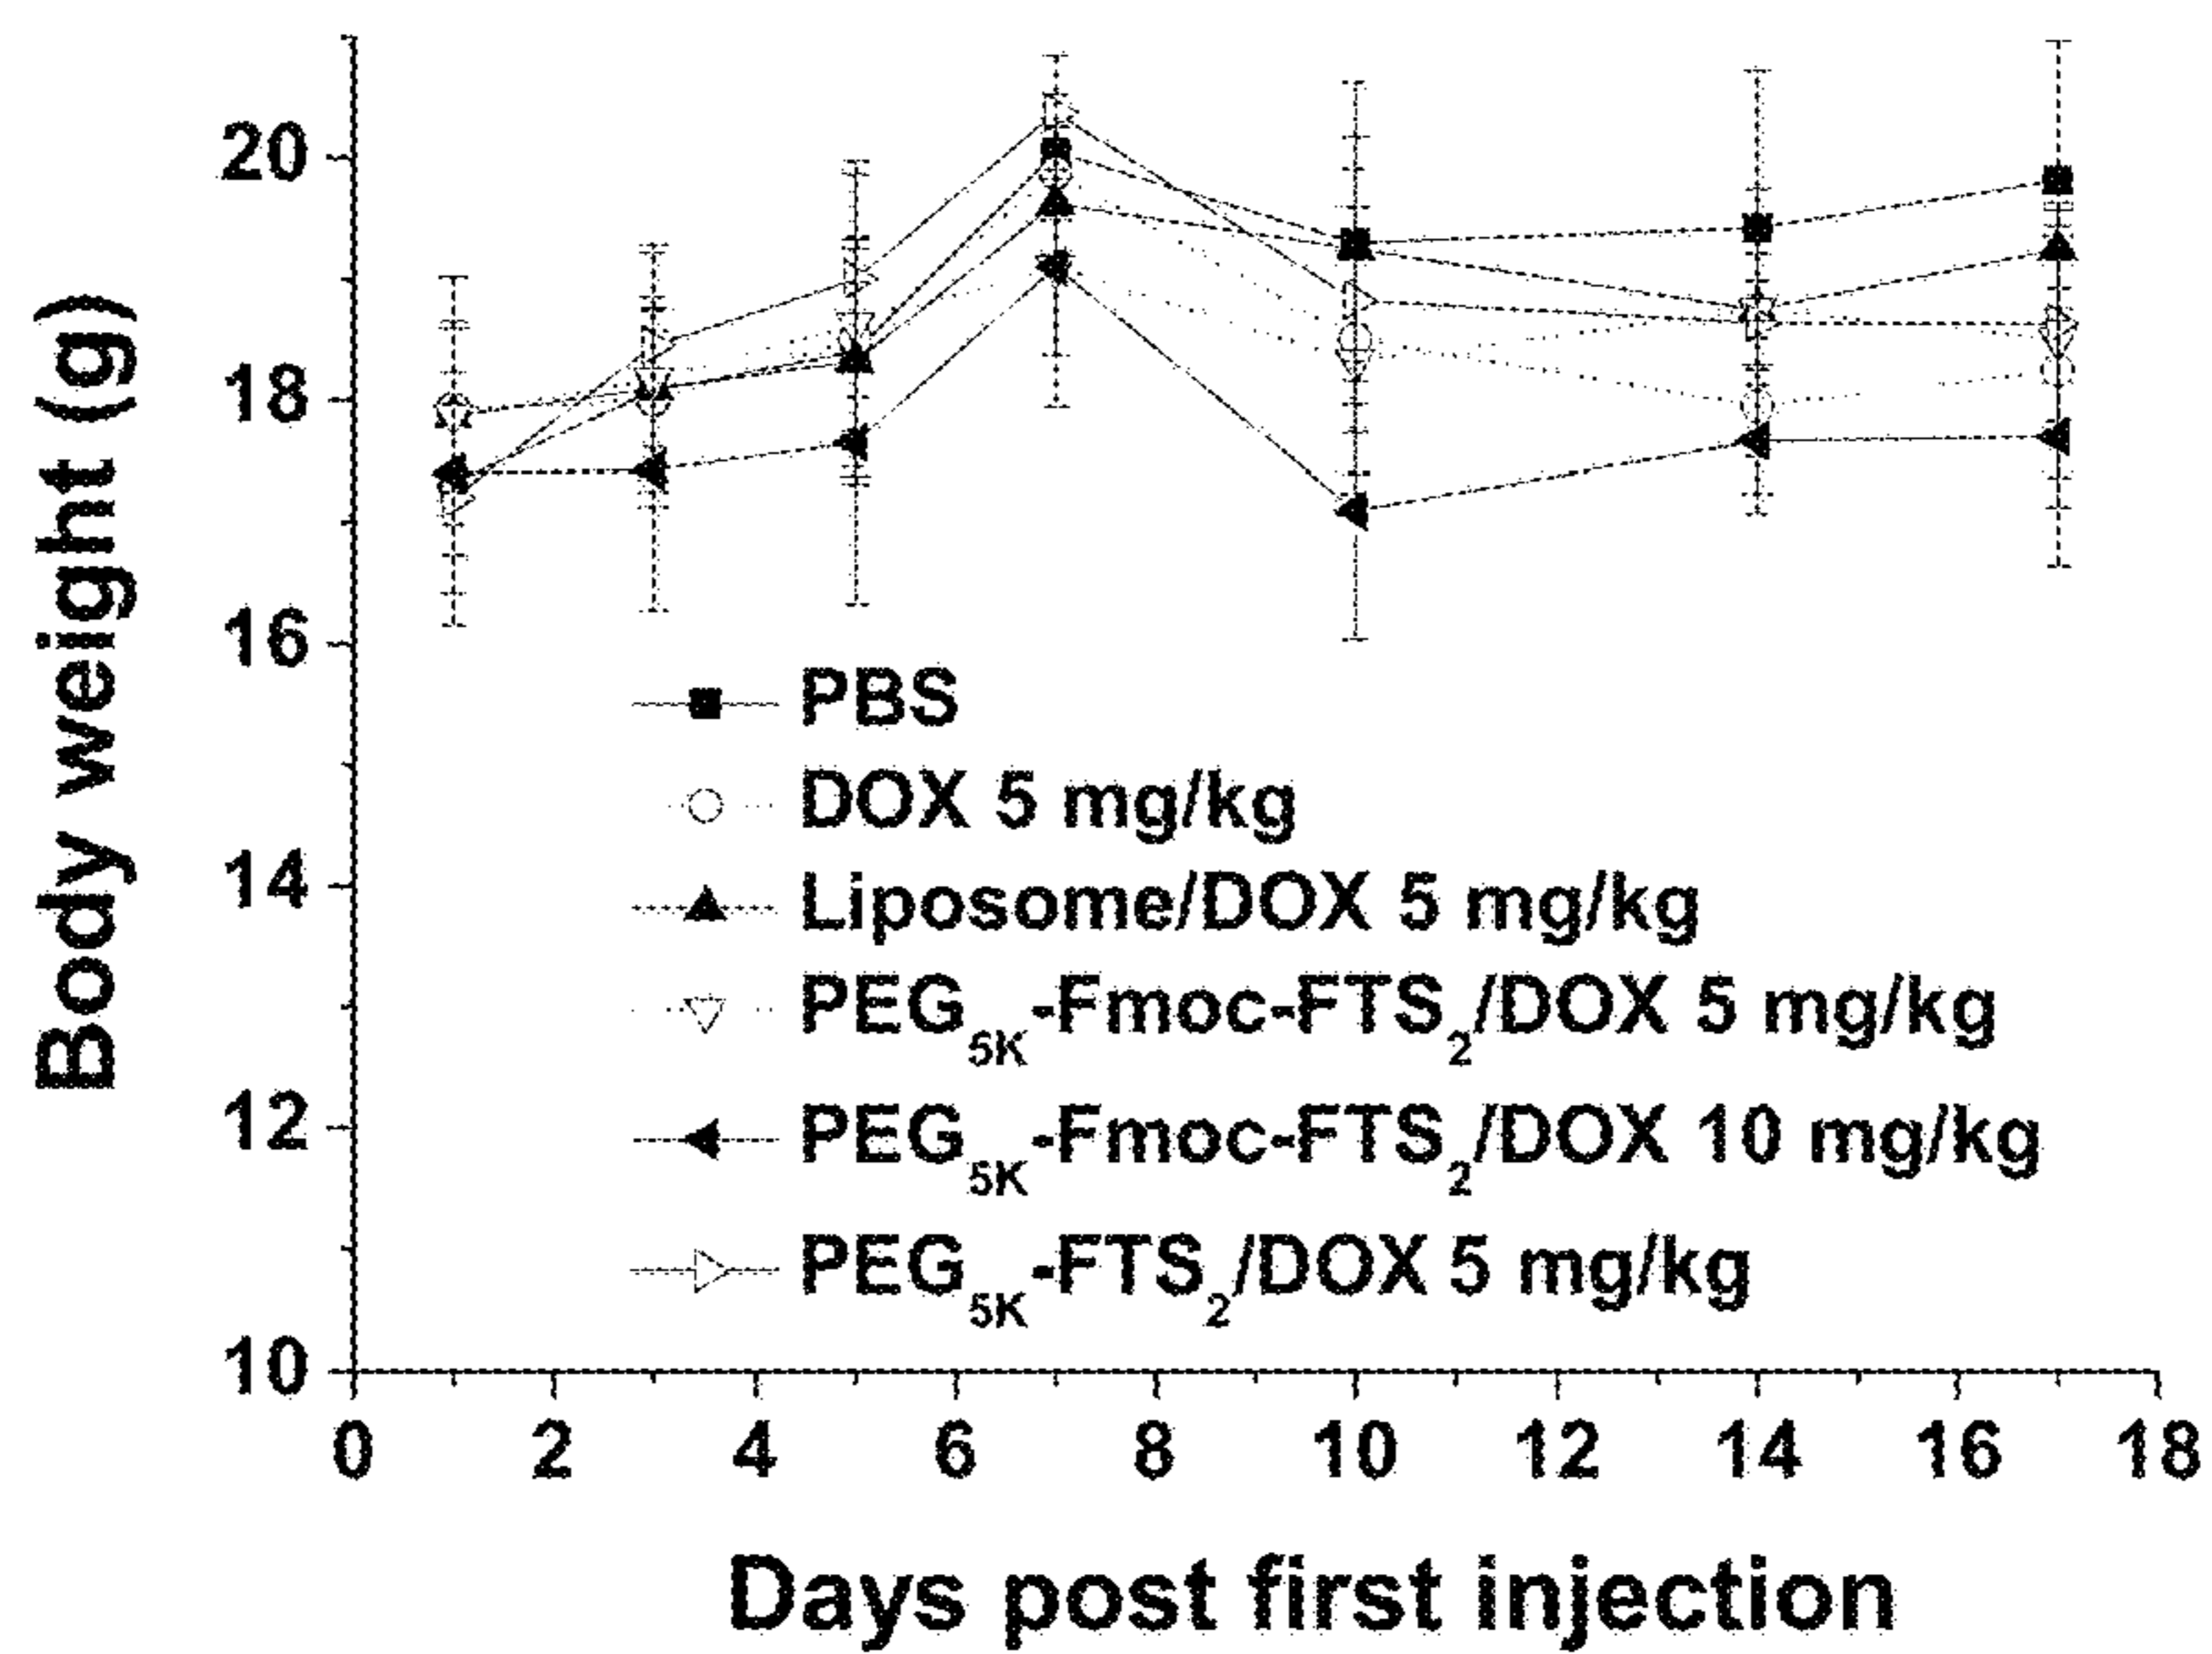 Body weight (g)
20
18
16
14
12
10
PBS
DOX 5 mg/kg
Liposome/DOX 5 mg/kg
PEG5K-Fmoc-FTS2/DOX 5 mg/kg
PEG5K-Fmoc-FTS2/DOX 10 mg/kg
PEG5K-FTS2/DOX 5 mg/kg
0 2 4 6 8 10 12 14 16 18
Days post first injection